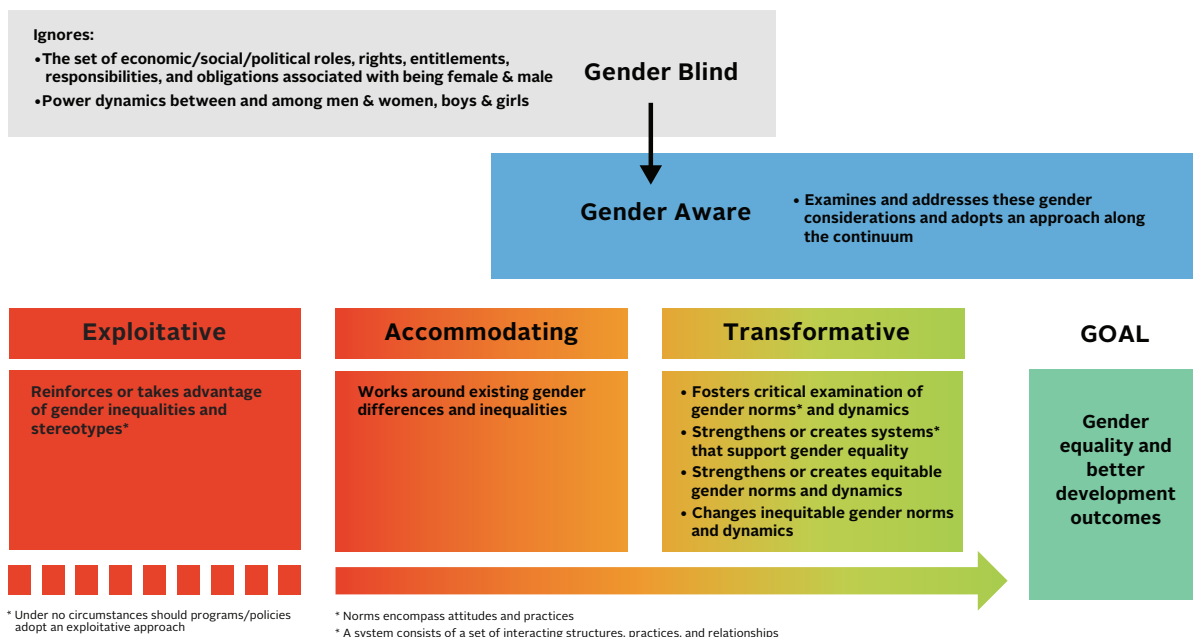 Ignores:
•The set of economic/social/political roles, rights, entitlements,
responsibilities, and obligations associated with being female & male
•Power dynamics between and among men & women, boys & girls
Gender Blind
Gender Aware
• Examines and addresses these gender
considerations and adopts an approach along
the continuum
Exploitative
Reinforces or takes advantage
of gender inequalities and
stereotypes*
Accommodating
Works around existing gender
differences and inequalities
Transformative
• Fosters critical examination of
gender norms* and dynamics
• Strengthens or creates systems*
that support gender equality
• Strengthens or creates equitable
gender norms and dynamics
• Changes inequitable gender norms
and dynamics
GOAL
Gender
equality and
better
development
outcomes
* Under no circumstances should programs/policies
adopt an exploitative approach
* Norms encompass attitudes and practices
* A system consists of a set of interacting structures, practices, and relationships